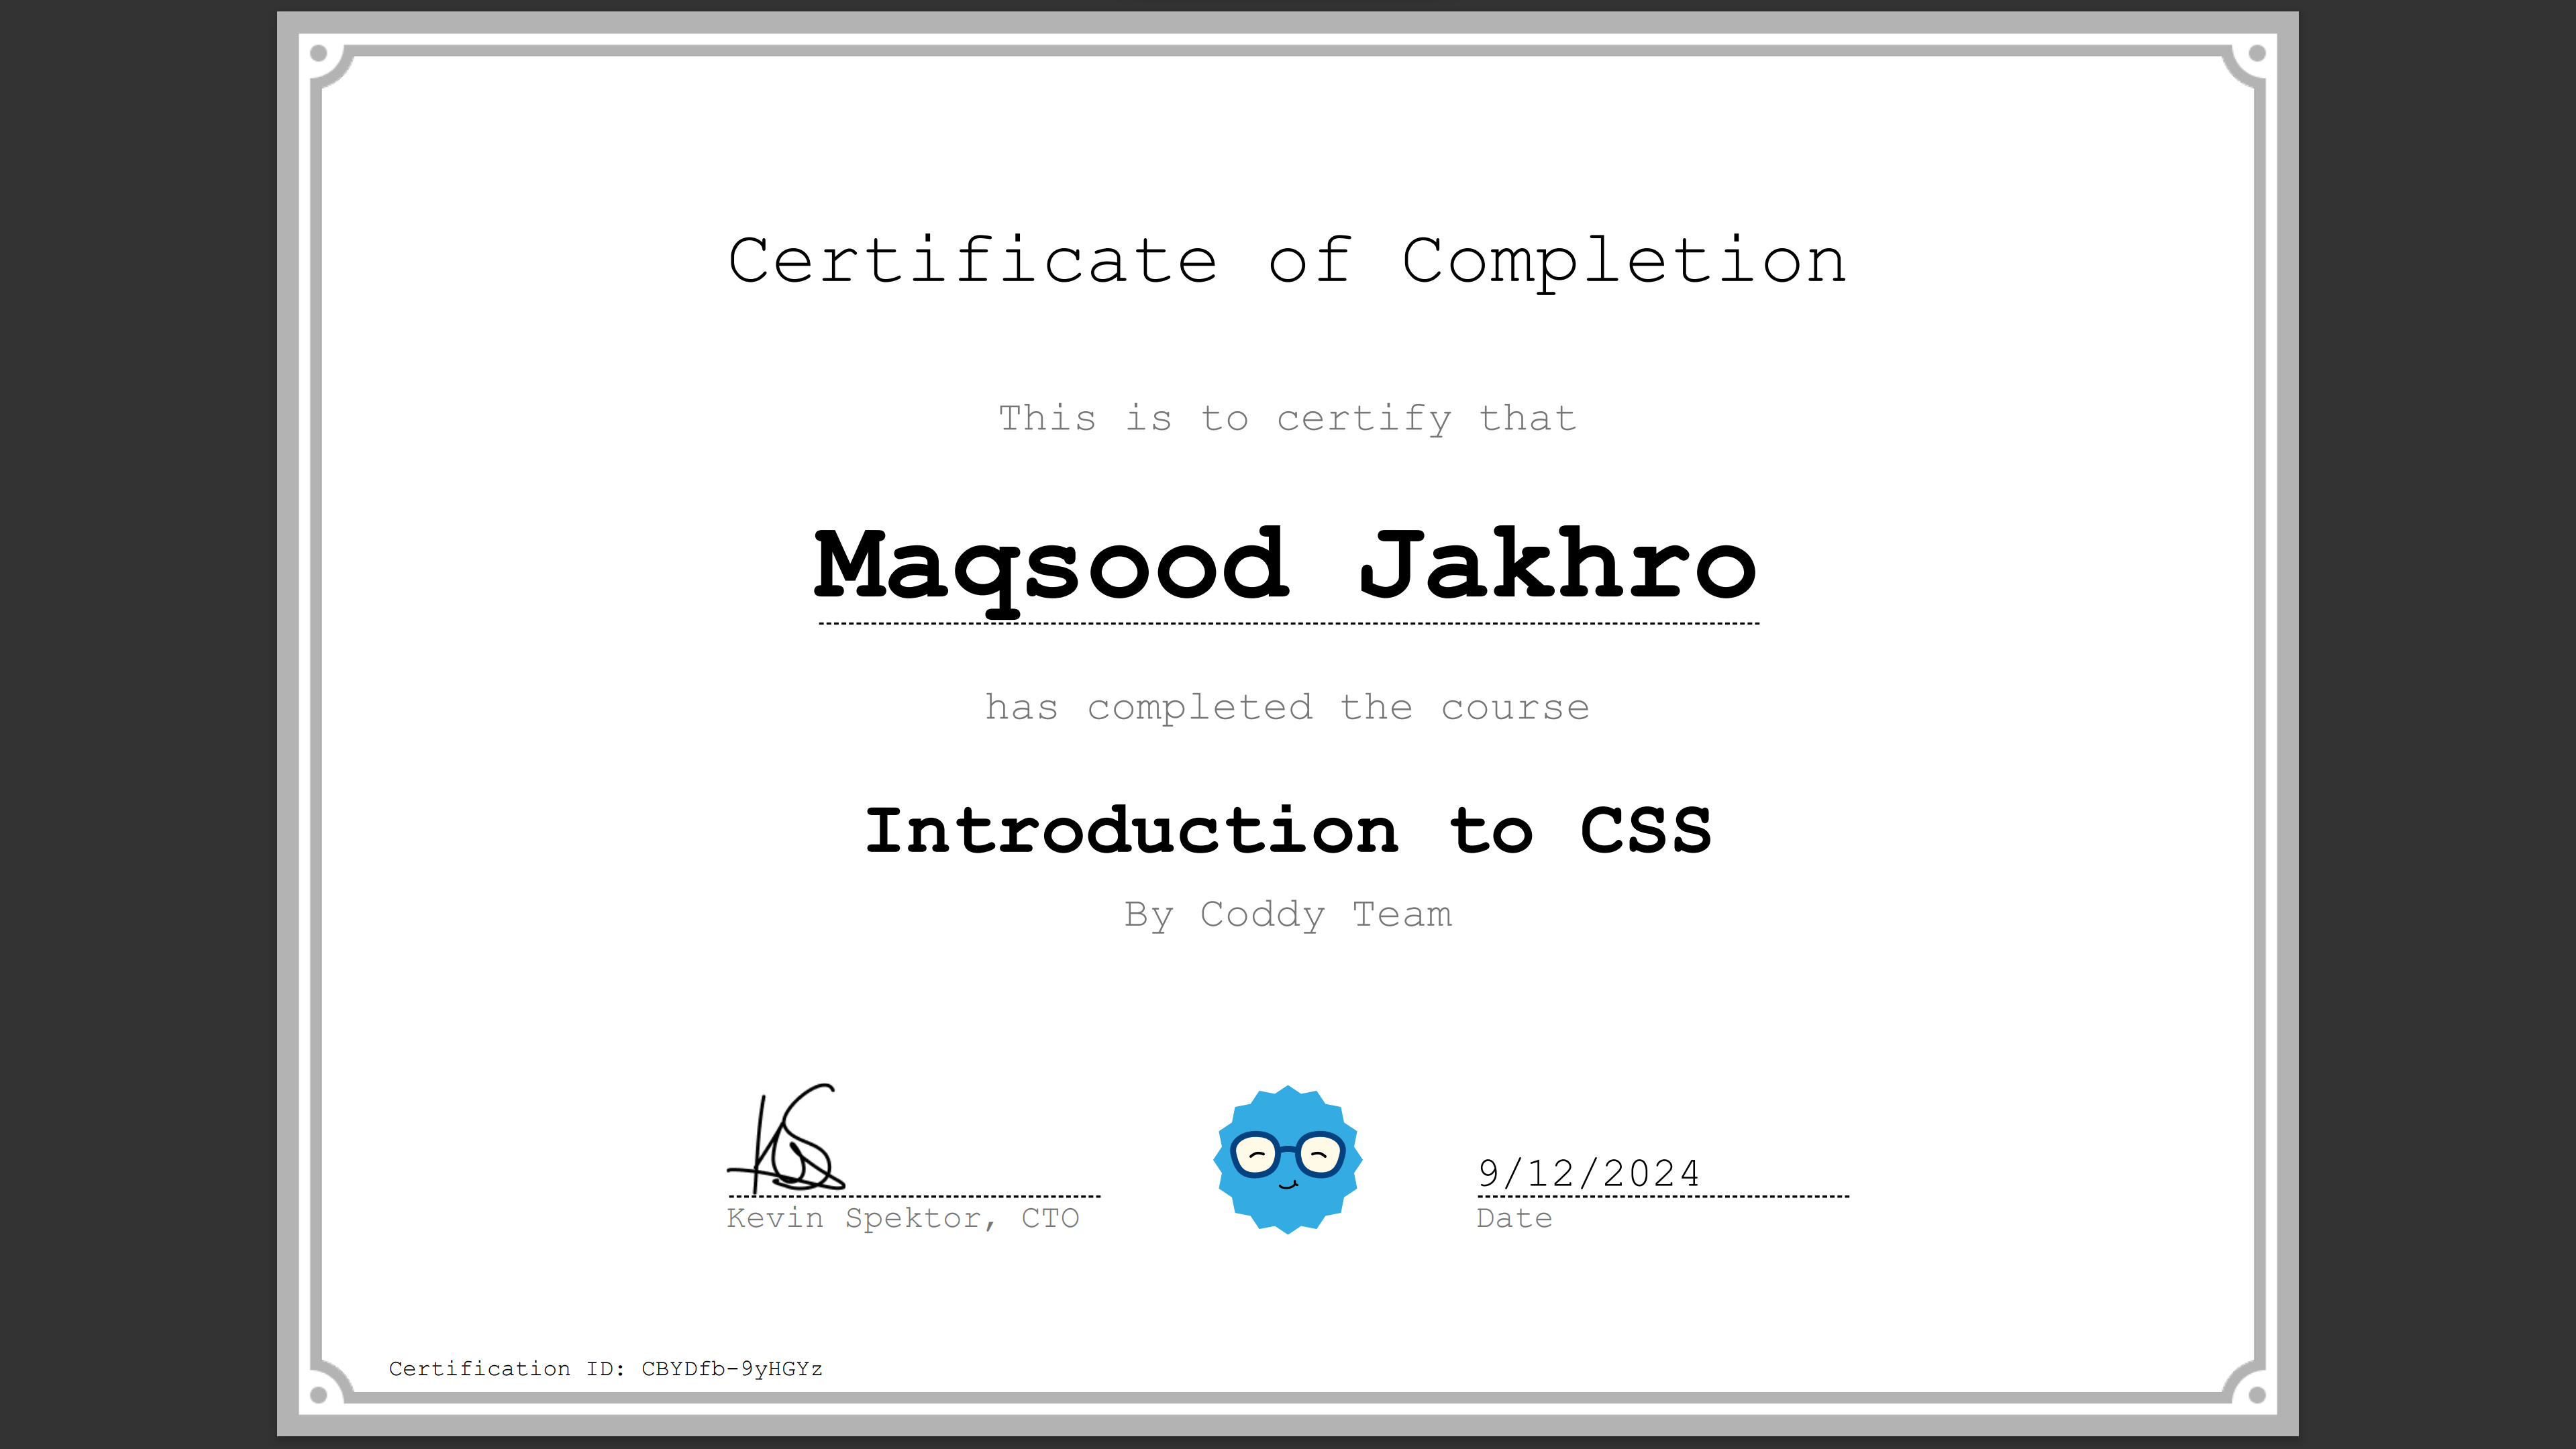 Certificate of Completion
This is to certify that
Maqsood Jakhro
has completed the course
Introduction to CSS
By Coddy Team
9/12/2024
Kevin Spektor, CTO
Date
Certification ID: CBYDfb-9yHGYz